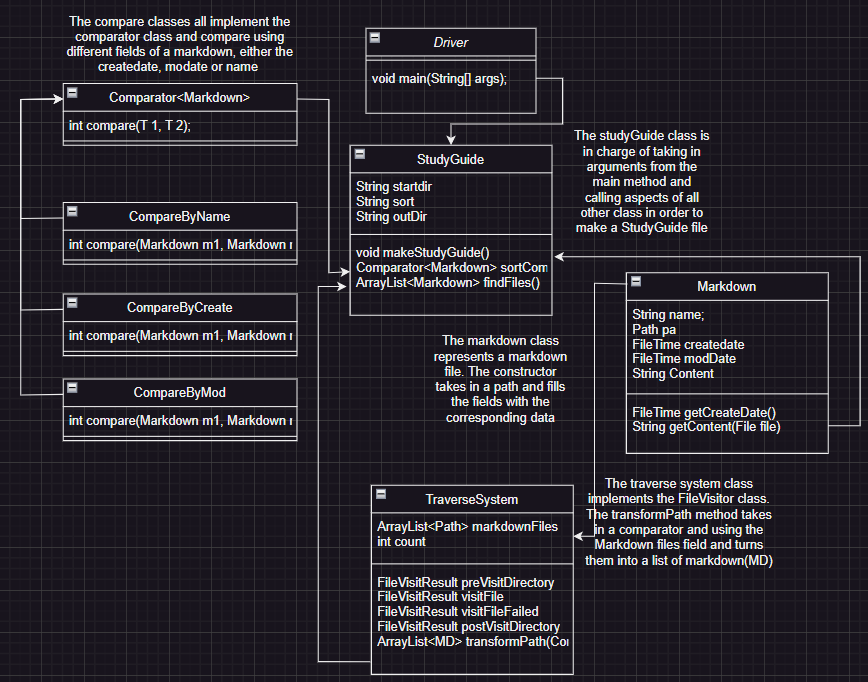 The compare classes all implement the
comparator class and compare using
different fields of a markdown, either the
createdate, modate or name
Driver
void main(String[] args);
Comparator<Markdown>
int compare(T 1, T 2);
StudyGuide
String startdir
String sort
String outDir
void makeStudyGuide()
Comparator<Markdown> sortCom
ArrayList<Markdown> findFiles()
The studyGuide class is
in charge of taking in
arguments from the
main method and
calling aspects of all
other class in order to
make a StudyGuide file
CompareByName
int compare(Markdown m1, Markdown
CompareByCreate
int compare(Markdown m1, Markdown
CompareByMod
int compare(Markdown m1, Markdown
Markdown
String name;
Path pa
FileTime createdate
FileTime modDate
String Content
FileTime getCreateDate()
String getContent(File file)
The markdown class
represents a markdown
file. The constructor
takes in a path and fills
the fields with the
corresponding data
TraverseSystem
ArrayList<Path> markdownFiles
int count
FileVisitResult preVisitDirectory
FileVisitResult visitFile
FileVisitResult visitFileFailed
FileVisitResult postVisitDirectory
ArrayList<MD> transformPath(Co
The traverse system class
implements the FileVisitor class.
The transformPath method takes
in a comparator and using the
Markdown files field and turns
them into a list of markdown(MD)